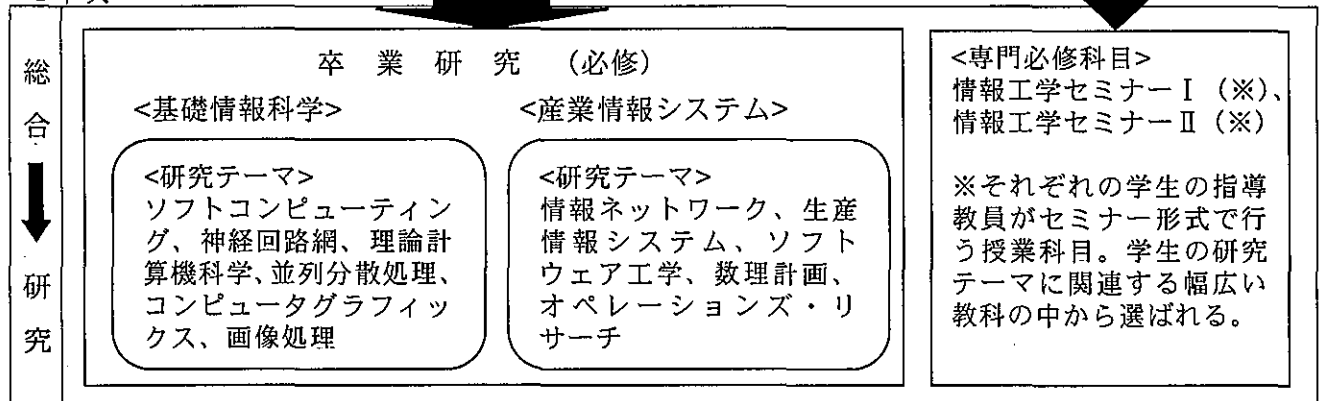 総合
研究
卒業研究(必修)
<基礎情報科学>
<研究テーマ>
ソフトコンピューティン
グ、神経回路網、理論計
算機科学、並列分散処理、
コンピュータグラフィッ
クス、画像処理
<産業情報システム>
<研究テーマ>
情報ネットワーク、生産
情報システム、ソフト
ウェア工学、数理計画、
オペレーションズ・リ
サーチ
<専門必修科目>
情報工学セミナーⅠ(※)、
情報工学セミナーⅡ(※)
※それぞれの学生の指導
教員がセミナー形式で行
う授業科目。学生の研究
テーマに関連する幅広い
教科の中から選ばれる。